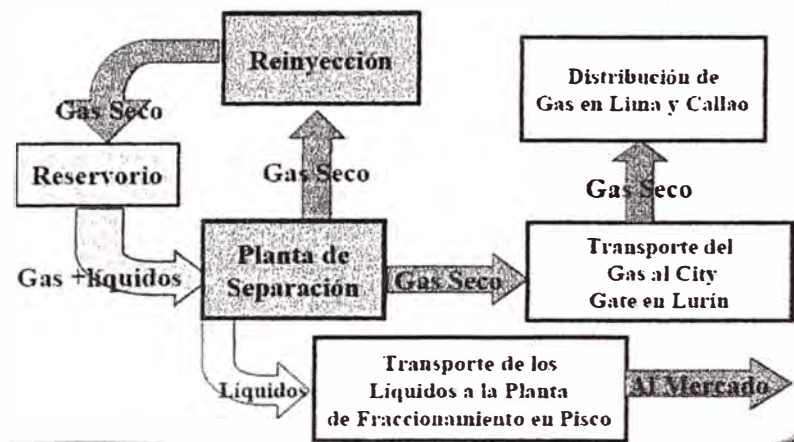 Reinyección
Distribución de
Gas en Lima y Callao
Gas Seco
Reservorio
Gas Seco
Gas Seco
Gas +líquidos
Planta de
Separación
Gas Seco
Transporte del
Gas al City
Gate en Lurín
Líquidos
Transporte de los
Líquidos a la Planta
de Fraccionamiento en Pisco
Al Mercado